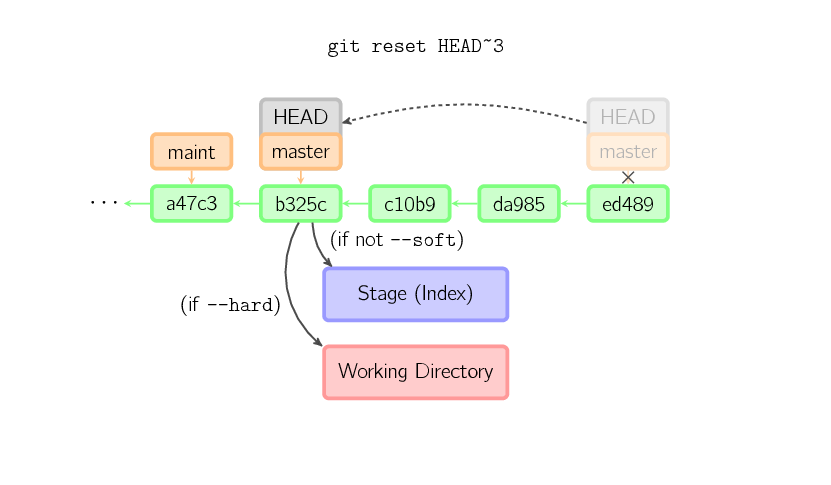 git reset HEAD~3
HEAD HEAD
maint master master
··· a47c3 b325c c10b9 da985 ed489
(if not --soft)
Stage (Index)
(if --hard)
Working Directory